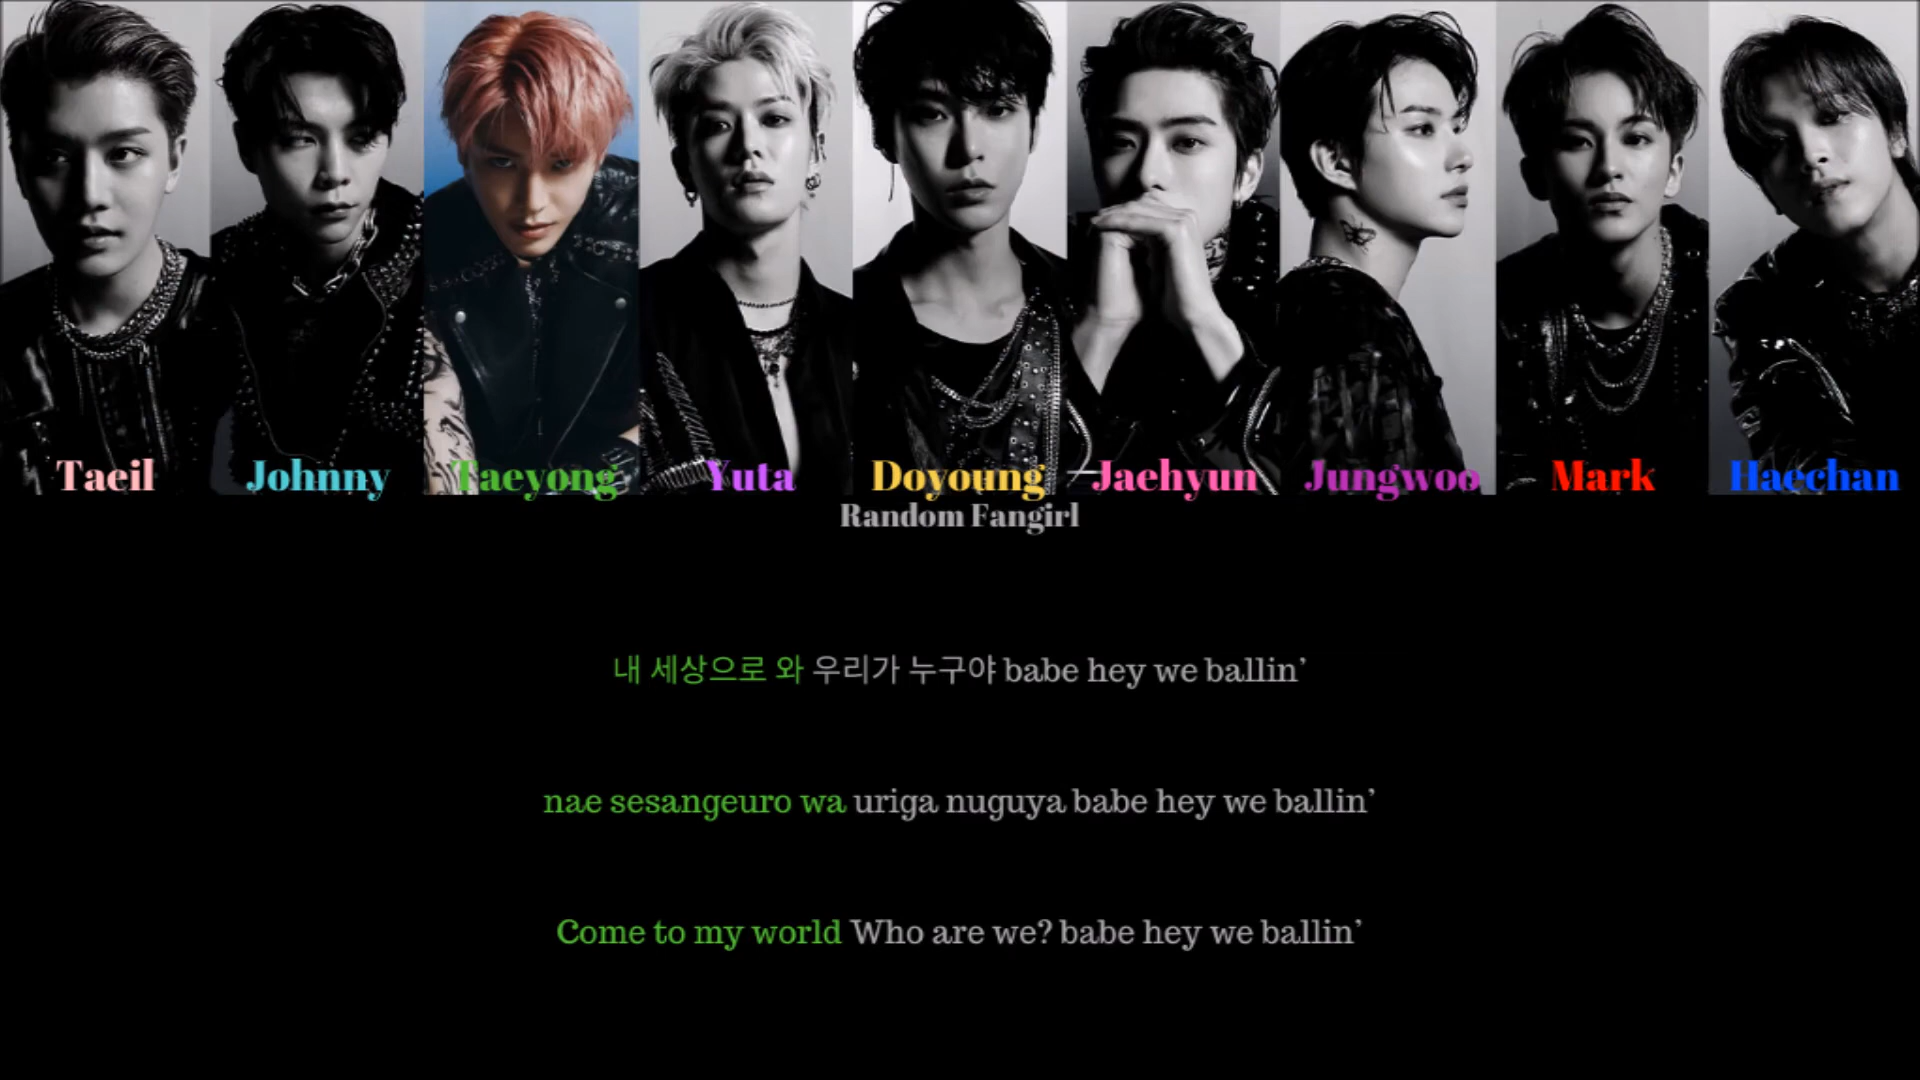 Taeil Johnny Taeyong Yuta Doyoung Jaehyun Jungwoo Mark Haechan
Random Fangirl
내 세상으로 와 우리가 누구야 babe hey we ballin’
nae sesangeuro wa uriga nuguya babe hey we ballin’
Come to my world Who are we? babe hey we ballin’